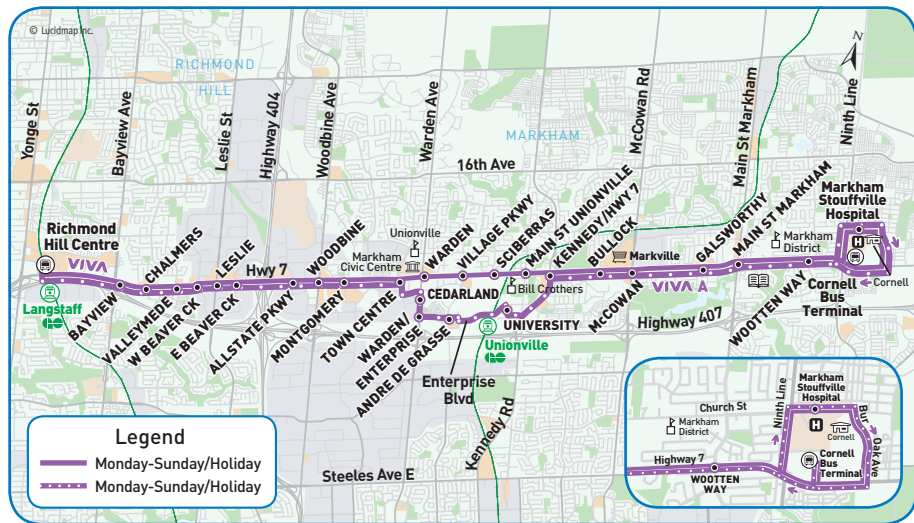 © Lucidmap Inc.
RICHMOND
HILL
MARKHAM
N
Yonge St
Bayview Ave
Leslie St
Highway 404
Woodbine Ave
Warden Ave
McCowan Rd
Main St Markham
Ninth Line
16th Ave
Richmond
Hill Centre
VIVA
Langstaff
BAYVIEW
VALLEYMEDE
CHALMERS
W BEAVER CK
E BEAVER CK
LESLIE
Hwy 7
ALLSTATE PKWY
WOODBINE
MONTGOMERY
Markham
Civic Centre
TOWN CENTRE
Unionville
WARDEN
CEDARLAND
WARDEN/
ENTERPRISE
ANDRE DE GRASSE
Enterprise
Blvd
VILLAGE PKWY
SCIBERRAS
MAIN ST UNIONVILLE
KENNEDY/HWY 7
Bill Crothers
UNIVERSITY
Unionville
BULLOCK
Markville
McCOWAN
VIVA A
GALSWORTHY
MAIN ST MARKHAM
Markham
District
WOOTTEN WAY
Markham
Stouffville
Hospital
H
Cornell
Cornell
Bus
Terminal
Highway 407
Kennedy Rd
Steeles Ave E
Legend
Monday-Sunday/Holiday
Monday-Sunday/Holiday
Ninth Line
Markham
Stouffville
Hospital
Church St
Markham
District
H
Cornell
Bur
Oak Ave
Cornell
Bus
Terminal
Highway 7
WOOTTEN
WAY